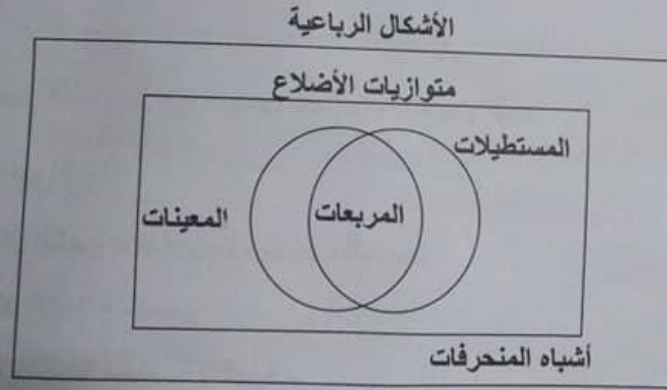 الأشكال الرباعية
متوازيات الأضلاع
المستطيلات
المربعات
المعينات
أشباه المنحرفات